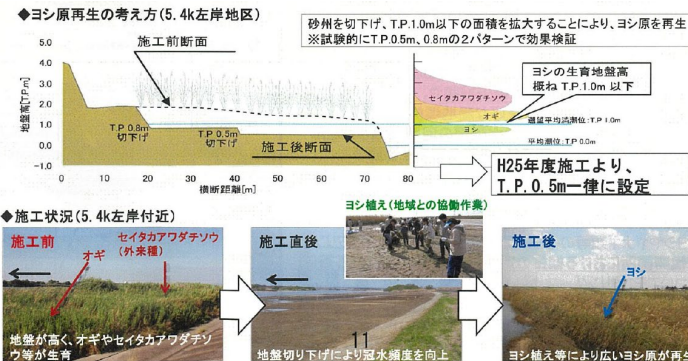 ◆ヨシ原再生の考え方(5.4k左岸地区)
砂州を切下げ、T.P.1.0m以下の面積を拡大することにより、ヨシ原を再生
※試験的にT.P.0.5m、0.8mの2パターンで効果検証
地盤高[T.P.m]
5.0
4.0
3.0
2.0
1.0
0.0
-1.0
施工前断面
T.P 0.8m
切下げ
T.P 0.5m
切下げ
施工後断面
0
10
20
30
40
50
60
70
80
横断距離[m]
セイタカアワダチソウ
オギ
ヨシ
ヨシの生育地盤高
概ね T.P.1.0m 以下
朔望平均満潮位:T.P 1.0m
平均潮位:T.P 0.0m
H25年度施工より、
T.P.0.5m一律に設定
◆施工状況(5.4k左岸付近)
ヨシ植え(地域との協働作業)
施工前
オギ
セイタカアワダチソウ
(外来種)
地盤が高く、オギやセイタカアワダチソ
ウ等が生育
施工直後
11
地盤切り下げにより冠水頻度を向上
施工後
ヨシ
ヨシ植え等により広いヨシ原が再生